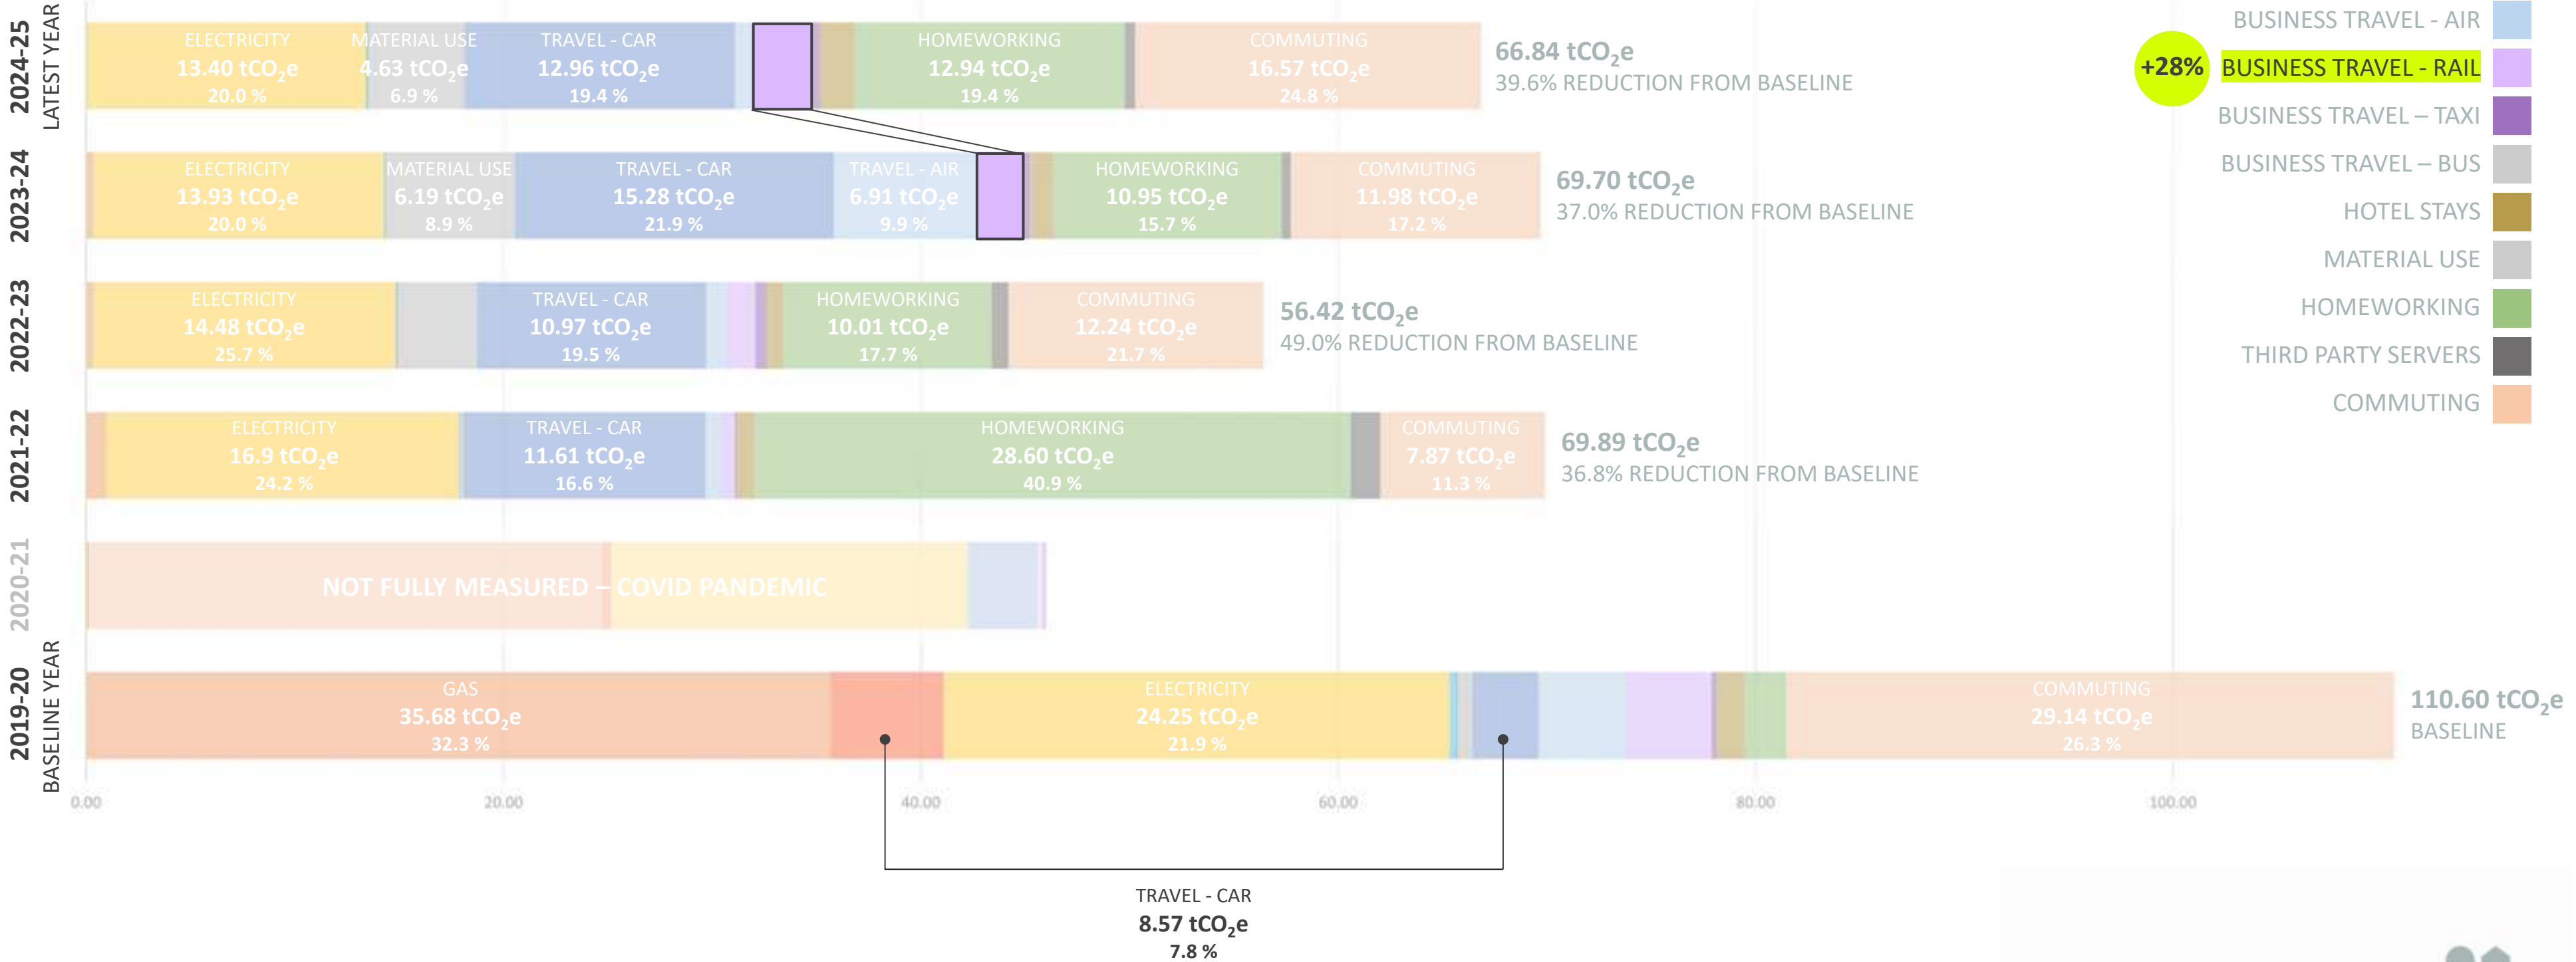 2024-25
LATEST YEAR
ELECTRICITY
13.40 tCO₂e
20.0 %
MATERIAL USE
4.63 tCO₂e
6.9 %
TRAVEL - CAR
12.96 tCO₂e
19.4 %
HOMEWORKING
12.94 tCO₂e
19.4 %
COMMUTING
16.57 tCO₂e
24.8 %
66.84 tCO₂e
39.6% REDUCTION FROM BASELINE
2023-24
ELECTRICITY
13.93 tCO₂e
20.0 %
MATERIAL USE
6.19 tCO₂e
8.9 %
TRAVEL - CAR
15.28 tCO₂e
21.9 %
TRAVEL - AIR
6.91 tCO₂e
9.9 %
HOMEWORKING
10.95 tCO₂e
15.7 %
COMMUTING
11.98 tCO₂e
17.2 %
69.70 tCO₂e
37.0% REDUCTION FROM BASELINE
2022-23
ELECTRICITY
14.48 tCO₂e
25.7 %
TRAVEL - CAR
10.97 tCO₂e
19.5 %
HOMEWORKING
10.01 tCO₂e
17.7 %
COMMUTING
12.24 tCO₂e
21.7 %
56.42 tCO₂e
49.0% REDUCTION FROM BASELINE
2021-22
ELECTRICITY
16.9 tCO₂e
24.2 %
TRAVEL - CAR
11.61 tCO₂e
16.6 %
HOMEWORKING
28.60 tCO₂e
40.9 %
COMMUTING
7.87 tCO₂e
11.3 %
69.89 tCO₂e
36.8% REDUCTION FROM BASELINE
2020-21
NOT FULLY MEASURED – COVID PANDEMIC
2019-20
BASELINE YEAR
GAS
35.68 tCO₂e
32.3 %
ELECTRICITY
24.25 tCO₂e
21.9 %
COMMUTING
29.14 tCO₂e
26.3 %
110.60 tCO₂e
BASELINE
0.00
20.00
40.00
60.00
80.00
100.00
TRAVEL - CAR
8.57 tCO₂e
7.8 %
BUSINESS TRAVEL - AIR
+28%
BUSINESS TRAVEL - RAIL
BUSINESS TRAVEL – TAXI
BUSINESS TRAVEL – BUS
HOTEL STAYS
MATERIAL USE
HOMEWORKING
THIRD PARTY SERVERS
COMMUTING